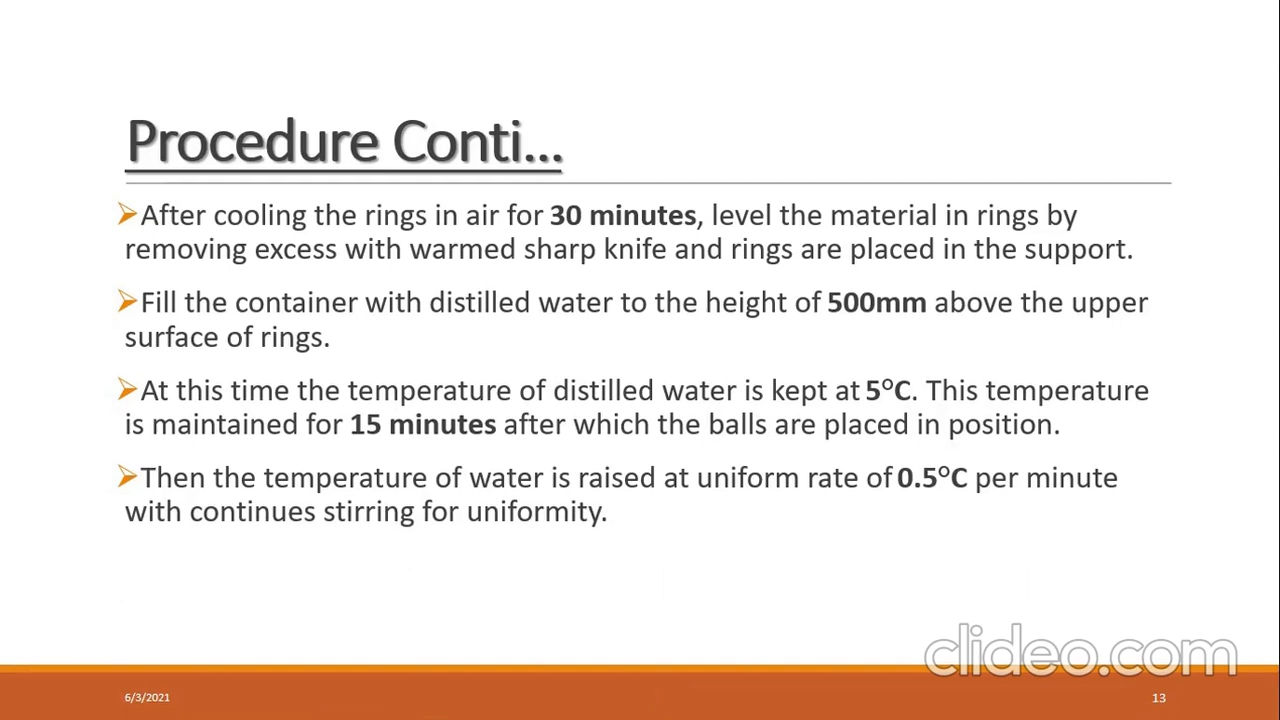 Procedure Conti...
➢After cooling the rings in air for 30 minutes, level the material in rings by
removing excess with warmed sharp knife and rings are placed in the support.
➢Fill the container with distilled water to the height of 500mm above the upper
surface of rings.
➢At this time the temperature of distilled water is kept at 5°C. This temperature
is maintained for 15 minutes after which the balls are placed in position.
➢Then the temperature of water is raised at uniform rate of 0.5°C per minute
with continues stirring for uniformity.
clideo.com
6/3/2021
13